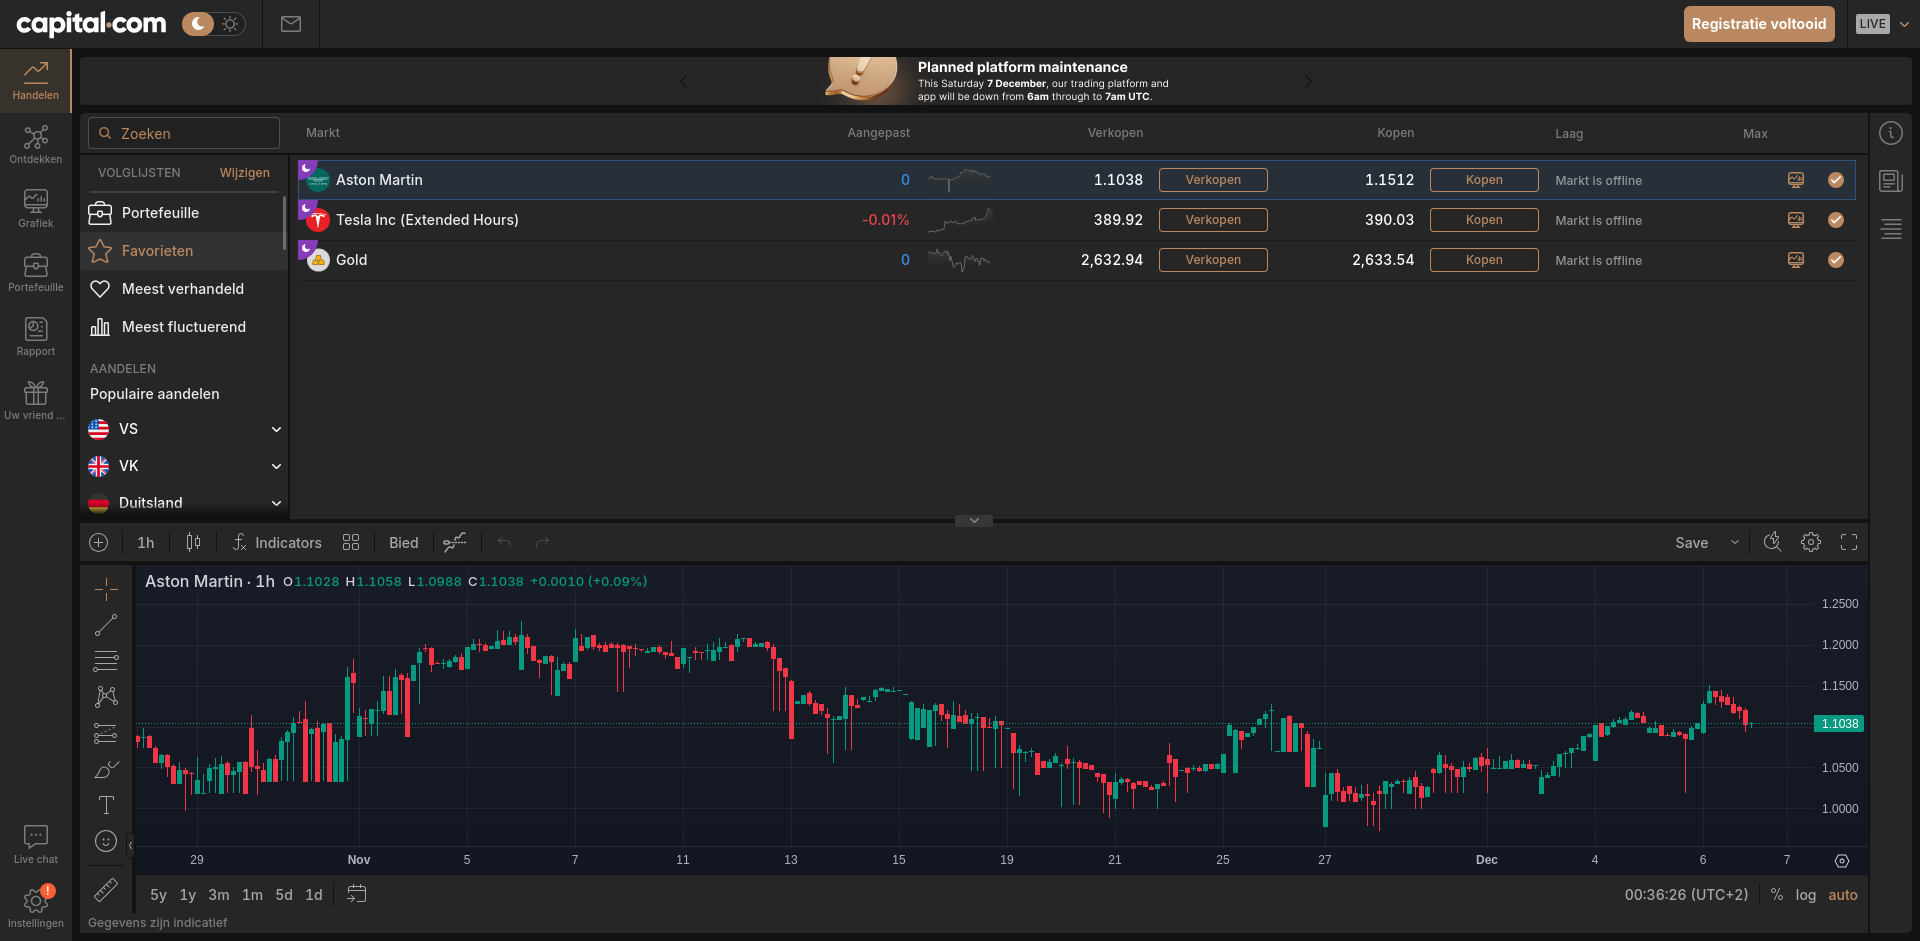 capital.com
Registratie voltooid
LIVE
Handelen
Ontdekken
Grafiek
Portefeuille
Rapport
Uw vriend ...
Live chat
!
Instellingen
Planned platform maintenance
This Saturday 7 December, our trading platform and
app will be down from 6am through to 7am UTC.
Zoeken
Markt Aangepast Verkopen Kopen Laag Max
VOLGLIJSTEN Wijzigen
Portefeuille
Favorieten
Meest verhandeld
Meest fluctuerend
AANDELEN
Populaire aandelen
VS
VK
Duitsland
Aston Martin 0 1.1038 Verkopen 1.1512 Kopen Markt is offline
Tesla Inc (Extended Hours) -0.01% 389.92 Verkopen 390.03 Kopen Markt is offline
Gold 0 2,632.94 Verkopen 2,633.54 Kopen Markt is offline
1h Indicators Bied Save
Aston Martin · 1h O1.1028 H1.1058 L1.0988 C1.1038 +0.0010 (+0.09%)
1.2500
1.2000
1.1500
1.1038
1.0500
1.0000
29 Nov 5 7 11 13 15 19 21 25 27 Dec 4 6 7
5y 1y 3m 1m 5d 1d 00:36:26 (UTC+2) % log auto
Gegevens zijn indicatief